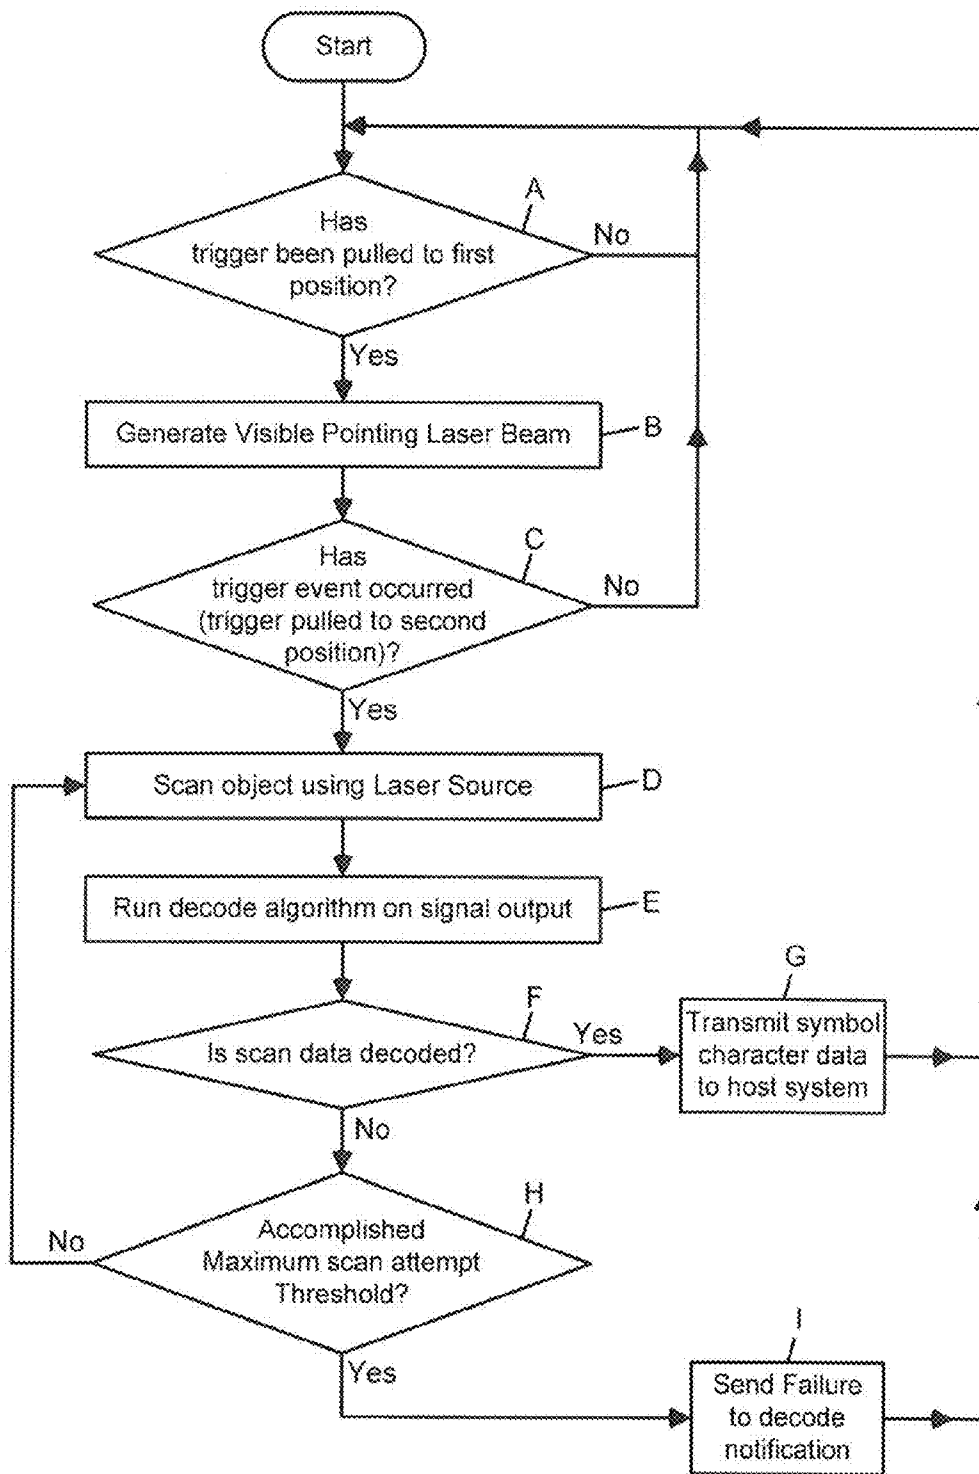 Start
A
Has
trigger been pulled to first
position?
No
Yes
Generate Visible Pointing Laser Beam
B
C
Has
trigger event occurred
(trigger pulled to second
position)?
No
Yes
Scan object using Laser Source
D
Run decode algorithm on signal output
E
F
Is scan data decoded?
Yes
G
Transmit symbol
character data
to host system
No
H
Accomplished
Maximum scan attempt
Threshold?
No
Yes
I
Send Failure
to decode
notification